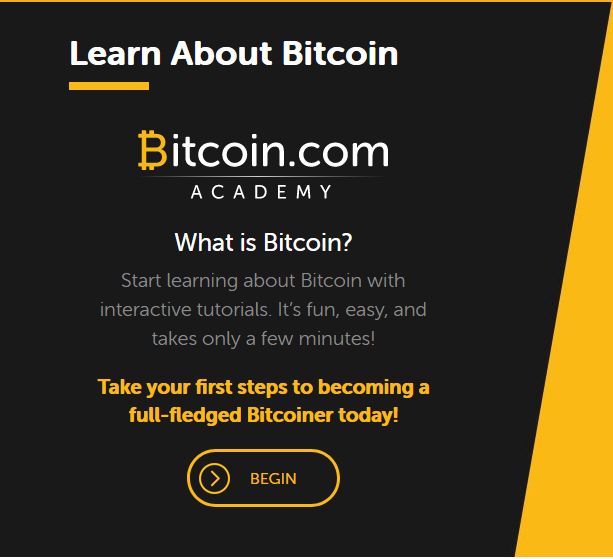 Learn About Bitcoin
Bitcoin.com
ACADEMY
What is Bitcoin?
Start learning about Bitcoin with
interactive tutorials. It’s fun, easy, and
takes only a few minutes!
Take your first steps to becoming a
full-fledged Bitcoiner today!
BEGIN